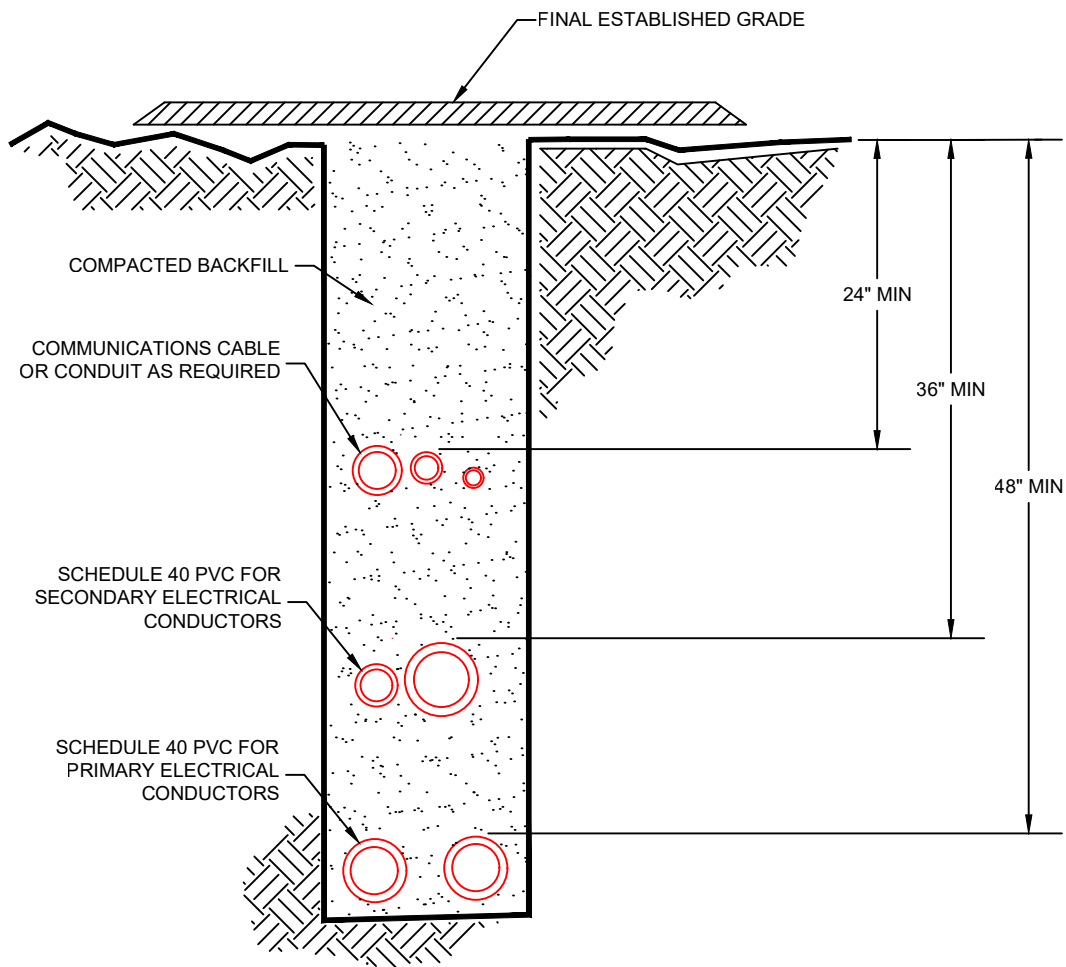 FINAL ESTABLISHED GRADE
COMPACTED BACKFILL
24" MIN
COMMUNICATIONS CABLE
OR CONDUIT AS REQUIRED
36" MIN
48" MIN
SCHEDULE 40 PVC FOR
SECONDARY ELECTRICAL
CONDUCTORS
SCHEDULE 40 PVC FOR
PRIMARY ELECTRICAL
CONDUCTORS